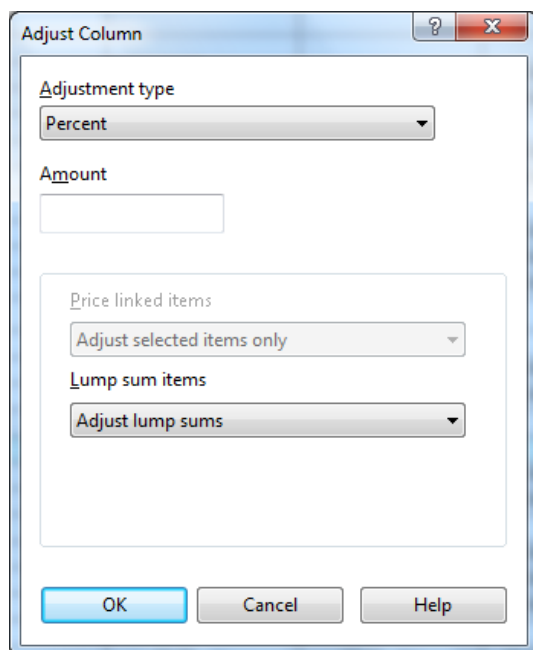 Adjust Column
?
Adjustment type
Percent
Amount
Price linked items
Adjust selected items only
Lump sum items
Adjust lump sums
OK Cancel Help